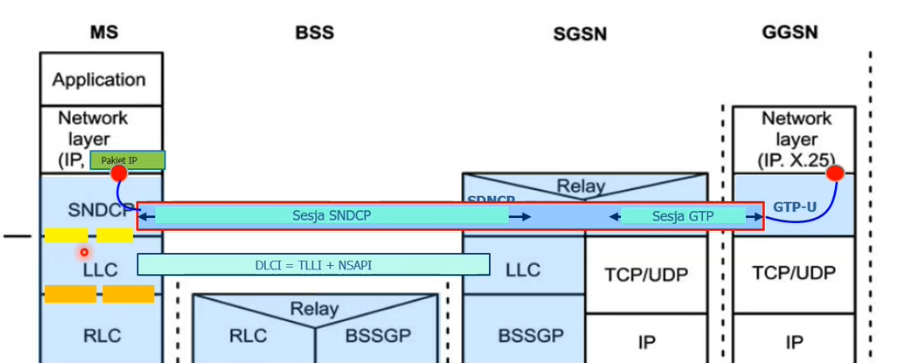 MS
BSS
SGSN
GGSN
Application
Network
layer
(IP,
Pakiet IP
Network
layer
(IP. X.25)
Relay
SNDCP
Sesja SNDCP
Sesja GTP
GTP-U
LLC
DLCI = TLLI + NSAPI
LLC
TCP/UDP
TCP/UDP
Relay
RLC
RLC
BSSGP
BSSGP
IP
IP